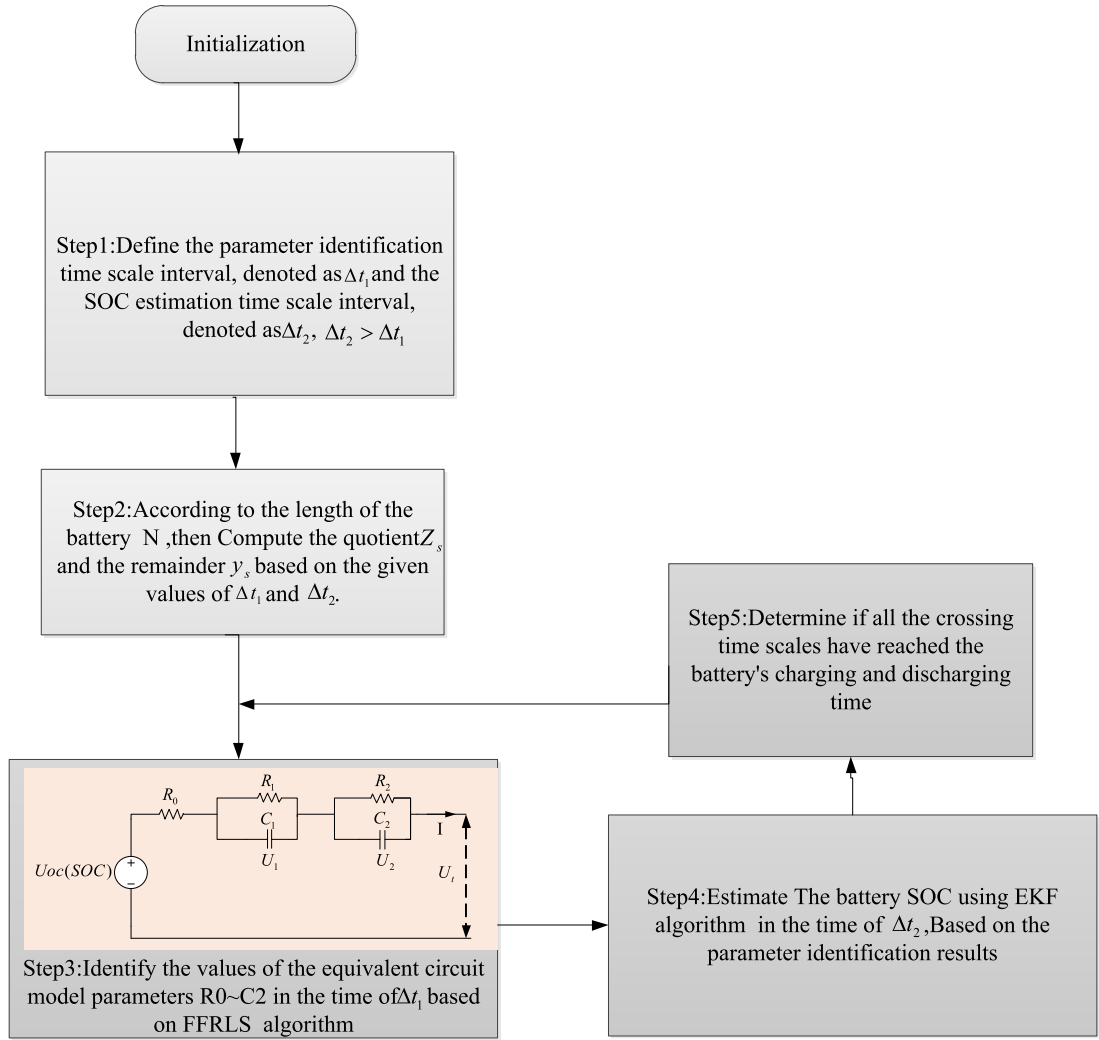 Initialization
Step1:Define the parameter identification
time scale interval, denoted as Δt₁ and the
SOC estimation time scale interval,
denoted as Δt₂, Δt₂ > Δt₁
Step2:According to the length of the
battery N ,then Compute the quotient Zₛ
and the remainder yₛ based on the given
values of Δt₁ and Δt₂.
R₀
R₁
C₁
U₁
R₂
C₂
U₂
I
Uₜ
Uoc(SOC)
+
−
Step3:Identify the values of the equivalent circuit
model parameters R0~C2 in the time of Δt₁ based
on FFRLS algorithm
Step4:Estimate The battery SOC using EKF
algorithm in the time of Δt₂ ,Based on the
parameter identification results
Step5:Determine if all the crossing
time scales have reached the
battery's charging and discharging
time